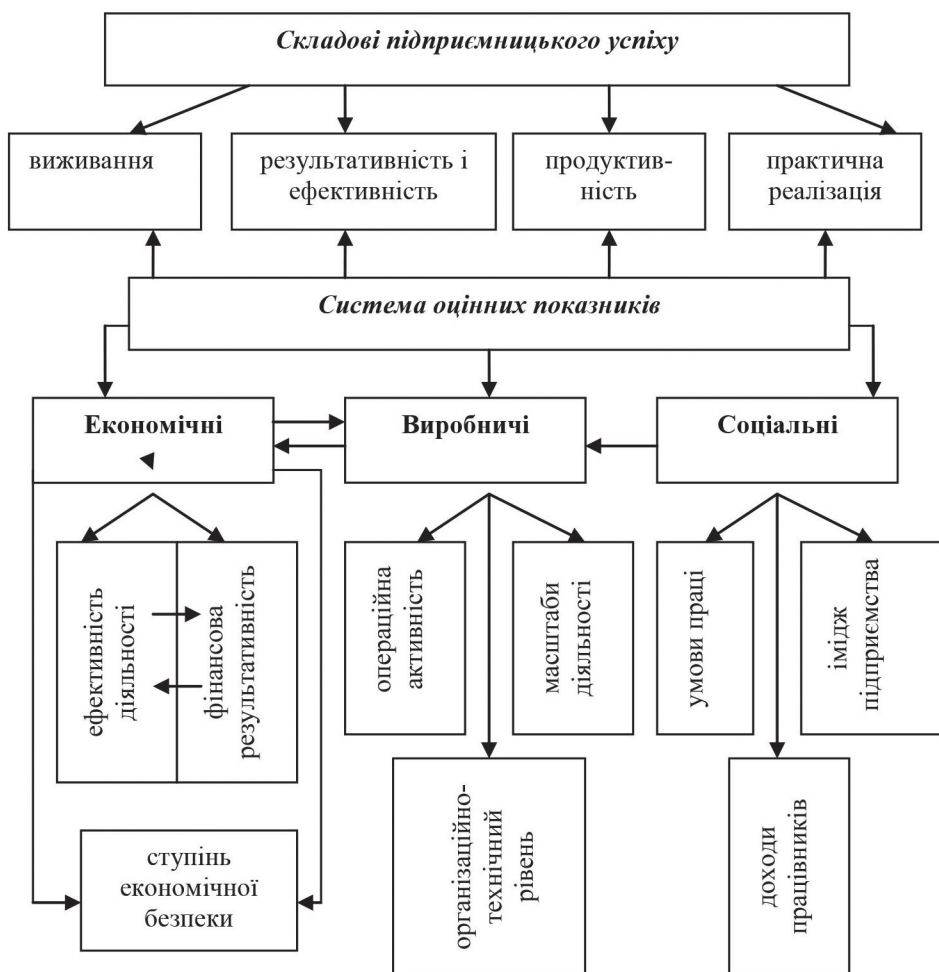 Складові підприємницького успіху
виживання
результативність і
ефективність
продуктив-
ність
практична
реалізація
Система оцінних показників
Економічні
Виробничі
Соціальні
ефективність
діяльності
фінансова
результативність
операційна
активність
масштаби
діяльності
умови праці
імідж
підприємства
організаційно-
технічний
рівень
доходи
працівників
ступінь
економічної
безпеки